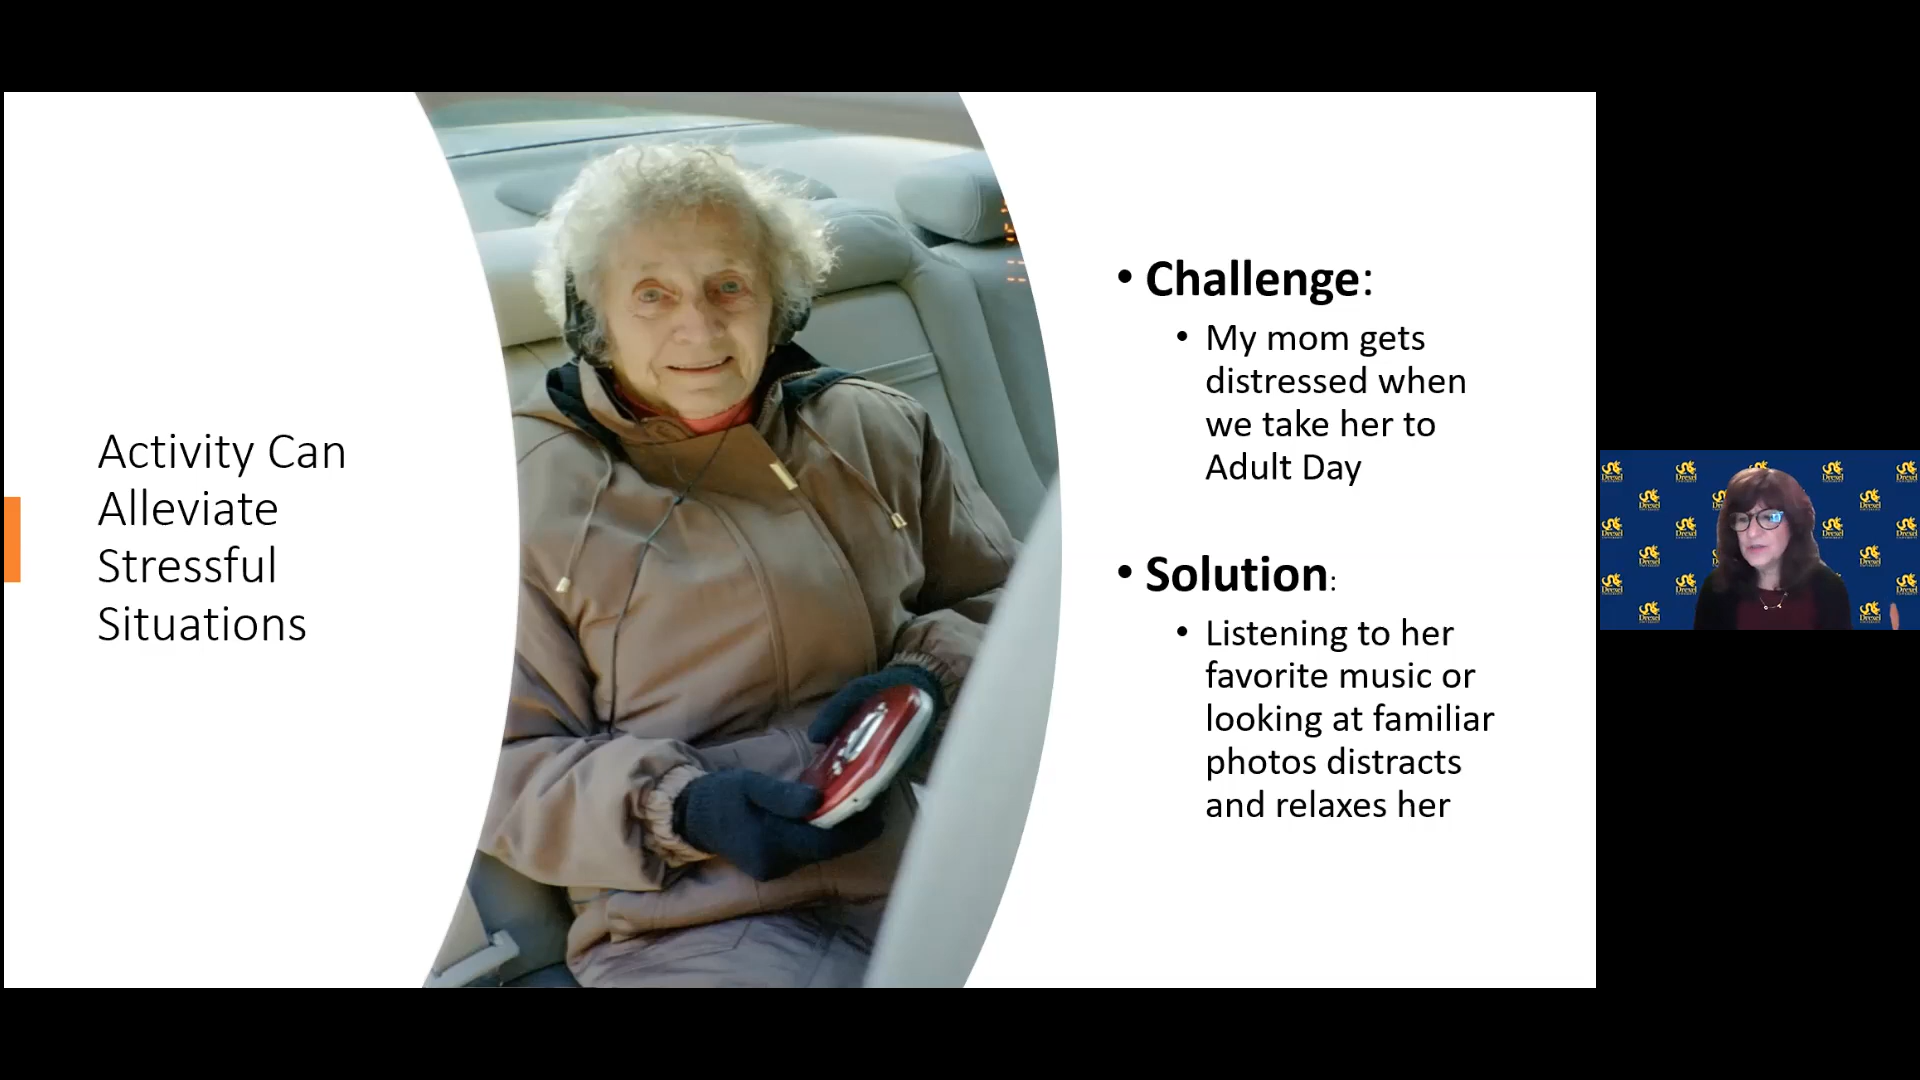 Activity Can
Alleviate
Stressful
Situations
• Challenge:
• My mom gets
distressed when
we take her to
Adult Day
• Solution:
• Listening to her
favorite music or
looking at familiar
photos distracts
and relaxes her
Drexel